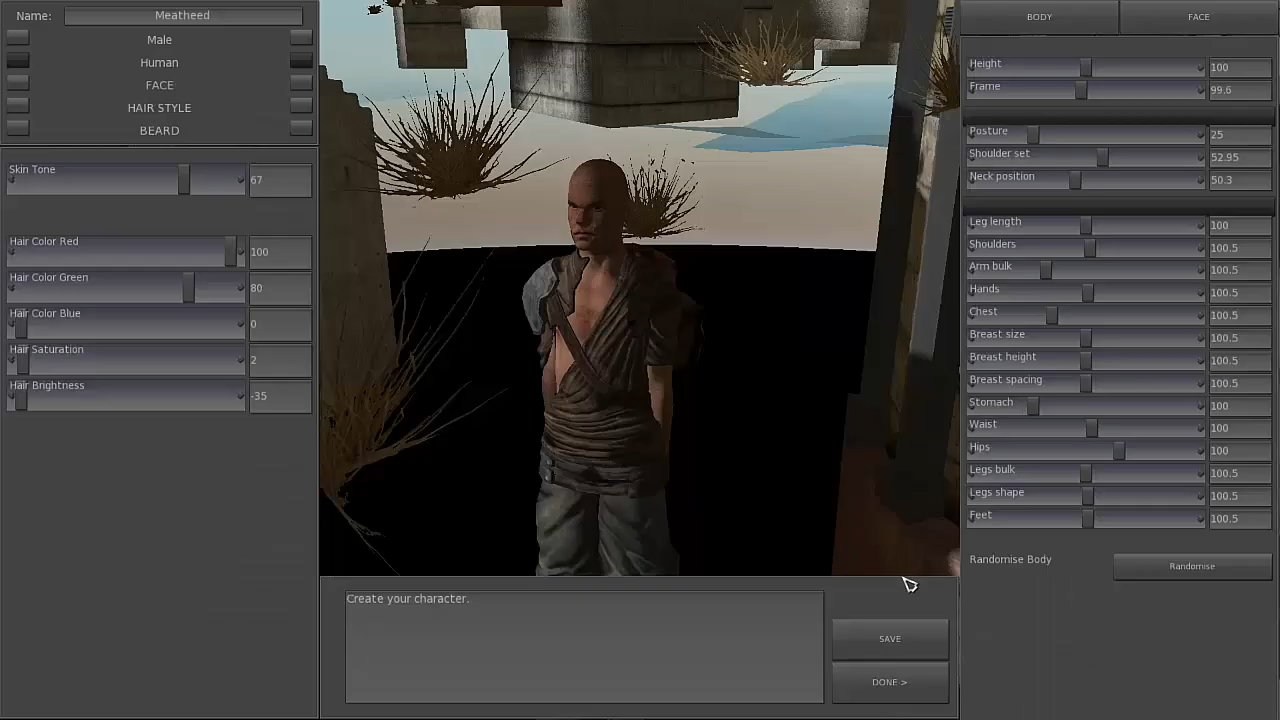 Name: Meatheed
Male
Human
FACE
HAIR STYLE
BEARD
Skin Tone 67
Hair Color Red 100
Hair Color Green 80
Hair Color Blue 0
Hair Saturation 2
Hair Brightness -35
Create your character.
SAVE
DONE >
BODY FACE
Height 100
Frame 99.6
Posture 25
Shoulder set 52.95
Neck position 50.3
Leg length 100
Shoulders 100.5
Arm bulk 100.5
Hands 100.5
Chest 100.5
Breast size 100.5
Breast height 100.5
Breast spacing 100.5
Stomach 100
Waist 100
Hips 100
Legs bulk 100.5
Legs shape 100.5
Feet 100.5
Randomise Body Randomise